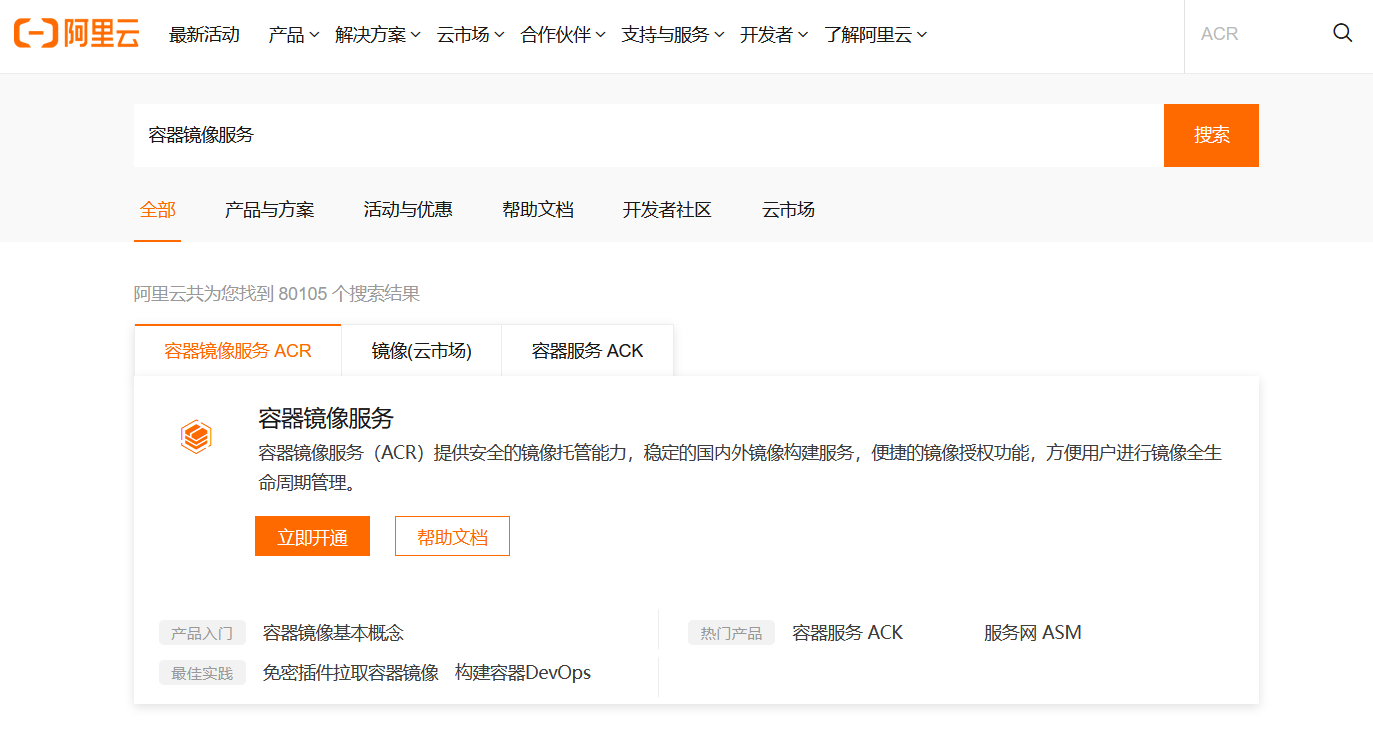 阿里云 最新活动 产品 解决方案 云市场 合作伙伴 支持与服务 开发者 了解阿里云 ACR
容器镜像服务 搜索
全部 产品与方案 活动与优惠 帮助文档 开发者社区 云市场
阿里云共为您找到 80105 个搜索结果
容器镜像服务 ACR 镜像(云市场) 容器服务 ACK
容器镜像服务
容器镜像服务（ACR）提供安全的镜像托管能力，稳定的国内外镜像构建服务，便捷的镜像授权功能，方便用户进行镜像全生
命周期管理。
立即开通 帮助文档
产品入门 容器镜像基本概念 热门产品 容器服务 ACK 服务网 ASM
最佳实践 免密插件拉取容器镜像 构建容器DevOps